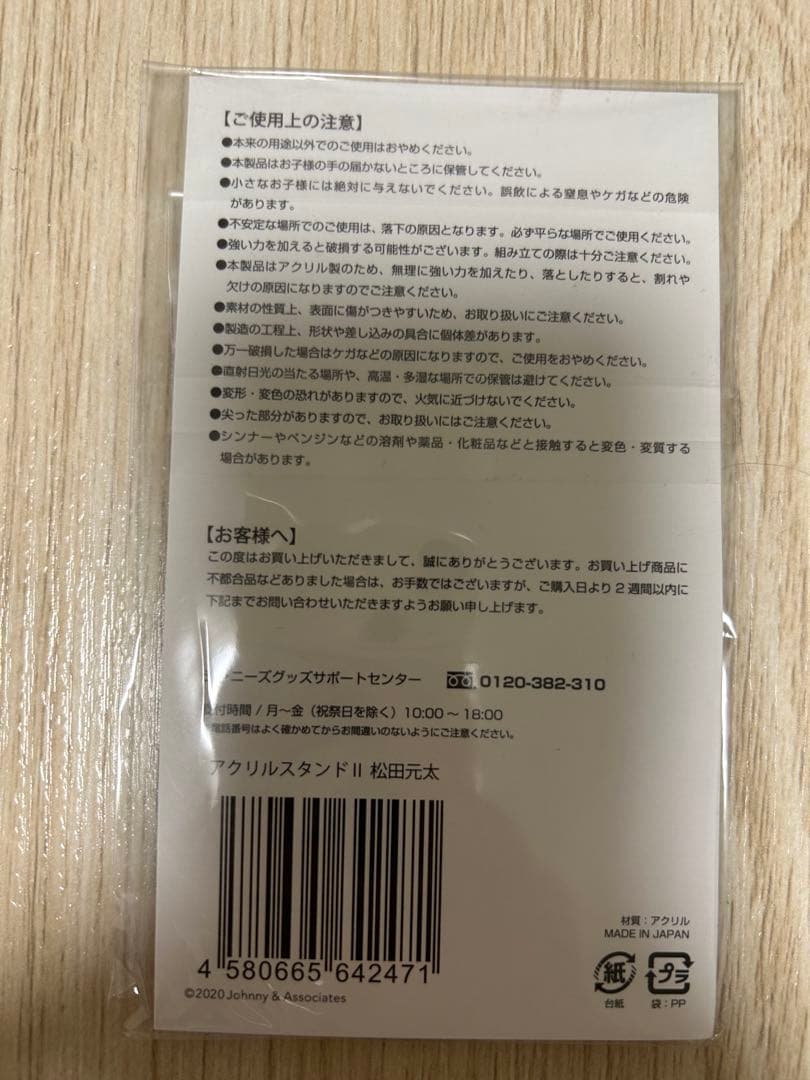 【ご使用上の注意】
●本来の用途以外でのご使用はおやめください。
●本製品はお子様の手の届かないところに保管してください。
●小さなお子様には絶対に与えないでください。誤飲による窒息やケガなどの危険
があります。
●不安定な場所でのご使用は、落下の原因となります。必ず平らな場所でご使用ください。
●強い力を加えると破損する可能性がございます。組み立ての際は十分ご注意ください。
●本製品はアクリル製のため、無理に強い力を加えたり、落としたりすると、割れや
欠けの原因になりますのでご注意ください。
●素材の性質上、表面に傷がつきやすいため、お取り扱いにご注意ください。
●製造の工程上、形状や差し込みの具合に個体差があります。
●万一破損した場合はケガなどの原因になりますので、ご使用をおやめください。
●直射日光の当たる場所や、高温・多湿な場所での保管は避けてください。
●変形・変色の恐れがありますので、火気に近づけないでください。
●尖った部分がありますので、お取り扱いにはご注意ください。
●シンナーやベンジンなどの溶剤や薬品・化粧品などと接触すると変色・変質する
場合があります。
【お客様へ】
この度はお買い上げいただきまして、誠にありがとうございます。お買い上げ商品に
不都合品などありました場合は、お手数ではございますが、ご購入日より2週間以内に
下記までお問い合わせいただきますようお願い申し上げます。
ジャニーズグッズサポートセンター 0120-382-310
受付時間 / 月〜金（祝祭日を除く）10:00 〜 18:00
*電話番号はよく確かめてからお間違いのないようにご注意ください。
アクリルスタンドⅡ 松田元太
4 580665 642471
©2020 Johnny & Associates
材質：アクリル
MADE IN JAPAN
紙 プラ
台紙 袋：PP